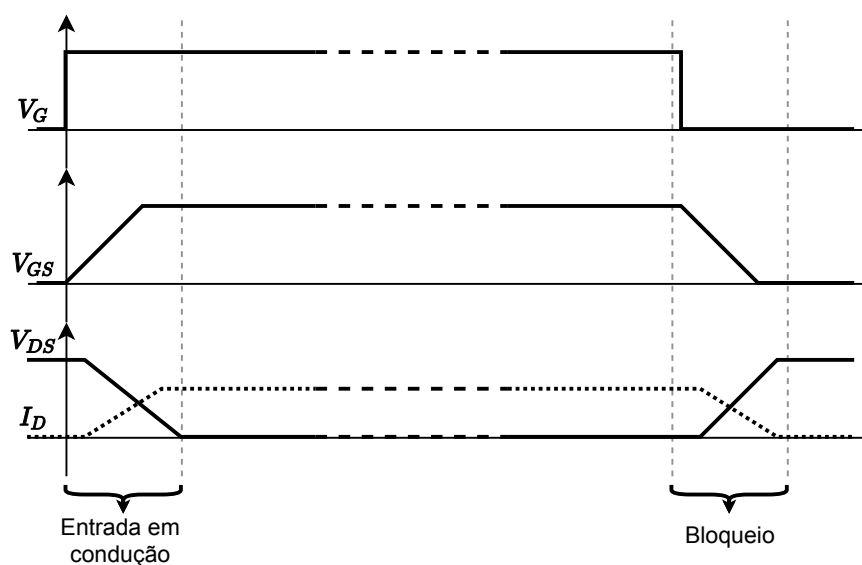 V_G
V_GS
V_DS
I_D
Entrada em
condução
Bloqueio